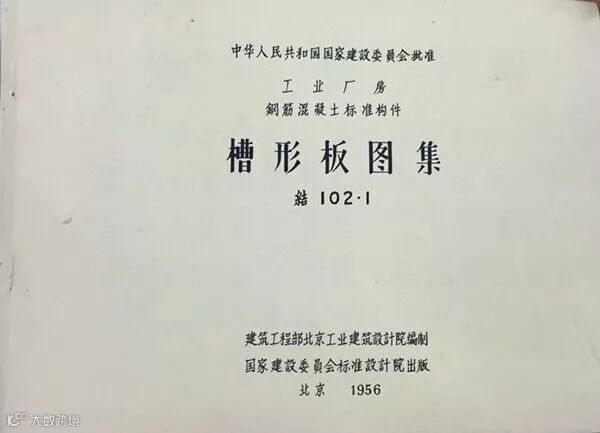 中华人民共和国国家建設委員会批准
工业厂房
鋼筋混凝土标准构件
槽形板图集
結 102·1
建筑工程部北京工业建筑設計院編制
国家建設委員会标准設計院出版
北京 1956
大数跨境